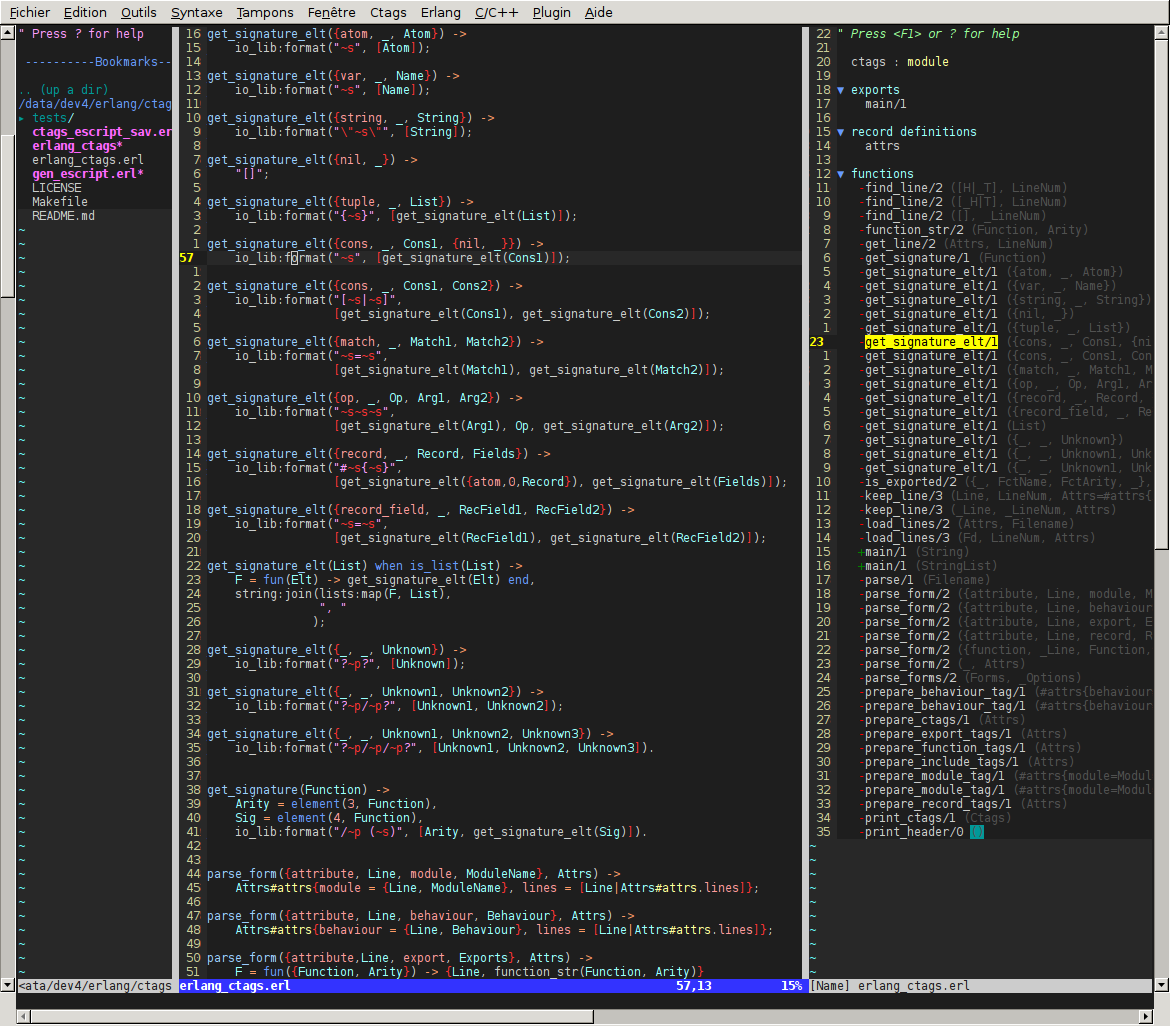 Fichier Edition Outils Syntaxe Tampons Fenêtre Ctags Erlang C/C++ Plugin Aide
" Press ? for help
----------Bookmarks--
.. (up a dir)
/data/dev4/erlang/ctag
▸ tests/
ctags_escript_sav.er
erlang_ctags*
erlang_ctags.erl
gen_escript.erl*
LICENSE
Makefile
README.md
<ata/dev4/erlang/ctags
16 get_signature_elt({atom, _, Atom}) ->
15     io_lib:format("~s", [Atom]);
14
13 get_signature_elt({var, _, Name}) ->
12     io_lib:format("~s", [Name]);
11
10 get_signature_elt({string, _, String}) ->
9     io_lib:format("\"~s\"", [String]);
8
7 get_signature_elt({nil, _}) ->
6     "[]";
5
4 get_signature_elt({tuple, _, List}) ->
3     io_lib:format("{~s}", [get_signature_elt(List)]);
2
1 get_signature_elt({cons, _, Cons1, {nil, _}}) ->
57     io_lib:format("~s", [get_signature_elt(Cons1)]);
1
2 get_signature_elt({cons, _, Cons1, Cons2}) ->
3     io_lib:format("[~s|~s]",
4                   [get_signature_elt(Cons1), get_signature_elt(Cons2)]);
5
6 get_signature_elt({match, _, Match1, Match2}) ->
7     io_lib:format("~s=~s",
8                   [get_signature_elt(Match1), get_signature_elt(Match2)]);
9
10 get_signature_elt({op, _, Op, Arg1, Arg2}) ->
11     io_lib:format("~s~s~s",
12                   [get_signature_elt(Arg1), Op, get_signature_elt(Arg2)]);
13
14 get_signature_elt({record, _, Record, Fields}) ->
15     io_lib:format("#~s{~s}",
16                   [get_signature_elt({atom,0,Record}), get_signature_elt(Fields)]);
17
18 get_signature_elt({record_field, _, RecField1, RecField2}) ->
19     io_lib:format("~s=~s",
20                   [get_signature_elt(RecField1), get_signature_elt(RecField2)]);
21
22 get_signature_elt(List) when is_list(List) ->
23     F = fun(Elt) -> get_signature_elt(Elt) end,
24     string:join(lists:map(F, List),
25                 ", "
26                );
27
28 get_signature_elt({_, _, Unknown}) ->
29     io_lib:format("?~p?", [Unknown]);
30
31 get_signature_elt({_, _, Unknown1, Unknown2}) ->
32     io_lib:format("?~p/~p?", [Unknown1, Unknown2]);
33
34 get_signature_elt({_, _, Unknown1, Unknown2, Unknown3}) ->
35     io_lib:format("?~p/~p/~p?", [Unknown1, Unknown2, Unknown3]).
36
37
38 get_signature(Function) ->
39     Arity = element(3, Function),
40     Sig = element(4, Function),
41     io_lib:format("/~p (~s)", [Arity, get_signature_elt(Sig)]).
42
43
44 parse_form({attribute, Line, module, ModuleName}, Attrs) ->
45     Attrs#attrs{module = {Line, ModuleName}, lines = [Line|Attrs#attrs.lines]};
46
47 parse_form({attribute, Line, behaviour, Behaviour}, Attrs) ->
48     Attrs#attrs{behaviour = {Line, Behaviour}, lines = [Line|Attrs#attrs.lines]};
49
50 parse_form({attribute,Line, export, Exports}, Attrs) ->
51     F = fun({Function, Arity}) -> {Line, function_str(Function, Arity)}
erlang_ctags.erl 57,13 15%
22 " Press <F1> or ? for help
21
20 ctags : module
19
18 ▼ exports
17     main/1
16
15 ▼ record definitions
14     attrs
13
12 ▼ functions
11 -find_line/2 ([H|_T], LineNum)
10 -find_line/2 ([_H|T], LineNum)
9 -find_line/2 ([], _LineNum)
8 -function_str/2 (Function, Arity)
7 -get_line/2 (Attrs, LineNum)
6 -get_signature/1 (Function)
5 -get_signature_elt/1 ({atom, _, Atom})
4 -get_signature_elt/1 ({var, _, Name})
3 -get_signature_elt/1 ({string, _, String})
2 -get_signature_elt/1 ({nil, _})
1 -get_signature_elt/1 ({tuple, _, List})
23 -get_signature_elt/1 ({cons, _, Cons1, {ni
1 -get_signature_elt/1 ({cons, _, Cons1, Con
2 -get_signature_elt/1 ({match, _, Match1, M
3 -get_signature_elt/1 ({op, _, Op, Arg1, Ar
4 -get_signature_elt/1 ({record, _, Record,
5 -get_signature_elt/1 ({record_field, _, Re
6 -get_signature_elt/1 (List)
7 -get_signature_elt/1 ({_, _, Unknown})
8 -get_signature_elt/1 ({_, _, Unknown1, Unk
9 -get_signature_elt/1 ({_, _, Unknown1, Unk
10 -is_exported/2 ({_, FctName, FctArity, _},
11 -keep_line/3 (Line, LineNum, Attrs=#attrs{
12 -keep_line/3 (_Line, _LineNum, Attrs)
13 -load_lines/2 (Attrs, Filename)
14 -load_lines/3 (Fd, LineNum, Attrs)
15 +main/1 (String)
16 +main/1 (StringList)
17 -parse/1 (Filename)
18 -parse_form/2 ({attribute, Line, module, M
19 -parse_form/2 ({attribute, Line, behaviour
20 -parse_form/2 ({attribute, Line, export, E
21 -parse_form/2 ({attribute, Line, record, R
22 -parse_form/2 ({function, _Line, Function,
23 -parse_form/2 (_, Attrs)
24 -parse_forms/2 (Forms, _Options)
25 -prepare_behaviour_tag/1 (#attrs{behaviour
26 -prepare_behaviour_tag/1 (#attrs{behaviour
27 -prepare_ctags/1 (Attrs)
28 -prepare_export_tags/1 (Attrs)
29 -prepare_function_tags/1 (Attrs)
30 -prepare_include_tags/1 (Attrs)
31 -prepare_module_tag/1 (#attrs{module=Modul
32 -prepare_module_tag/1 (#attrs{module=Modul
33 -prepare_record_tags/1 (Attrs)
34 -print_ctags/1 (Ctags)
35 -print_header/0 ()
[Name] erlang_ctags.erl